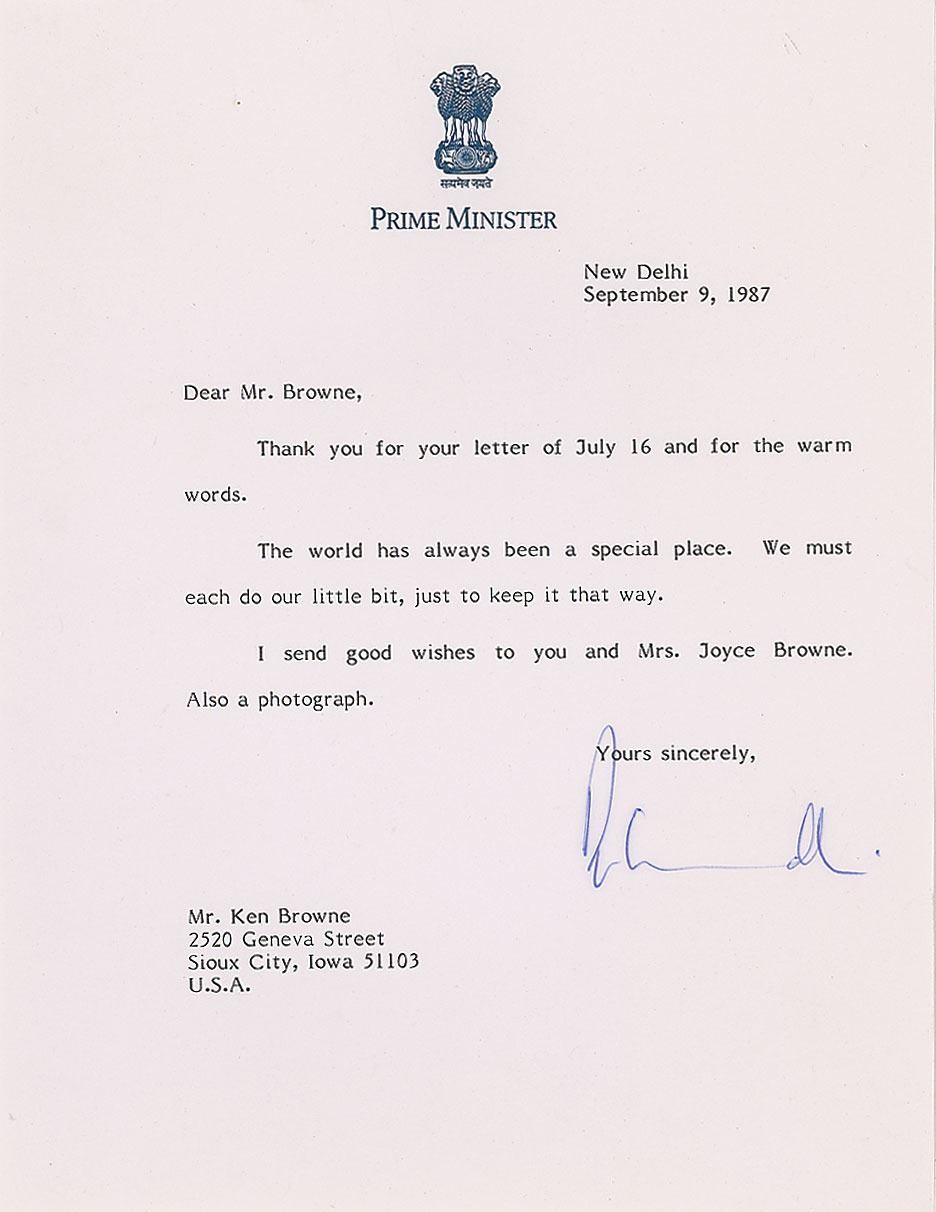 सत्यमेव जयते
PRIME MINISTER
New Delhi
September 9, 1987
Dear Mr. Browne,
Thank you for your letter of July 16 and for the warm
words.
The world has always been a special place. We must
each do our little bit, just to keep it that way.
I send good wishes to you and Mrs. Joyce Browne.
Also a photograph.
Yours sincerely,
Mr. Ken Browne
2520 Geneva Street
Sioux City, Iowa 51103
U.S.A.